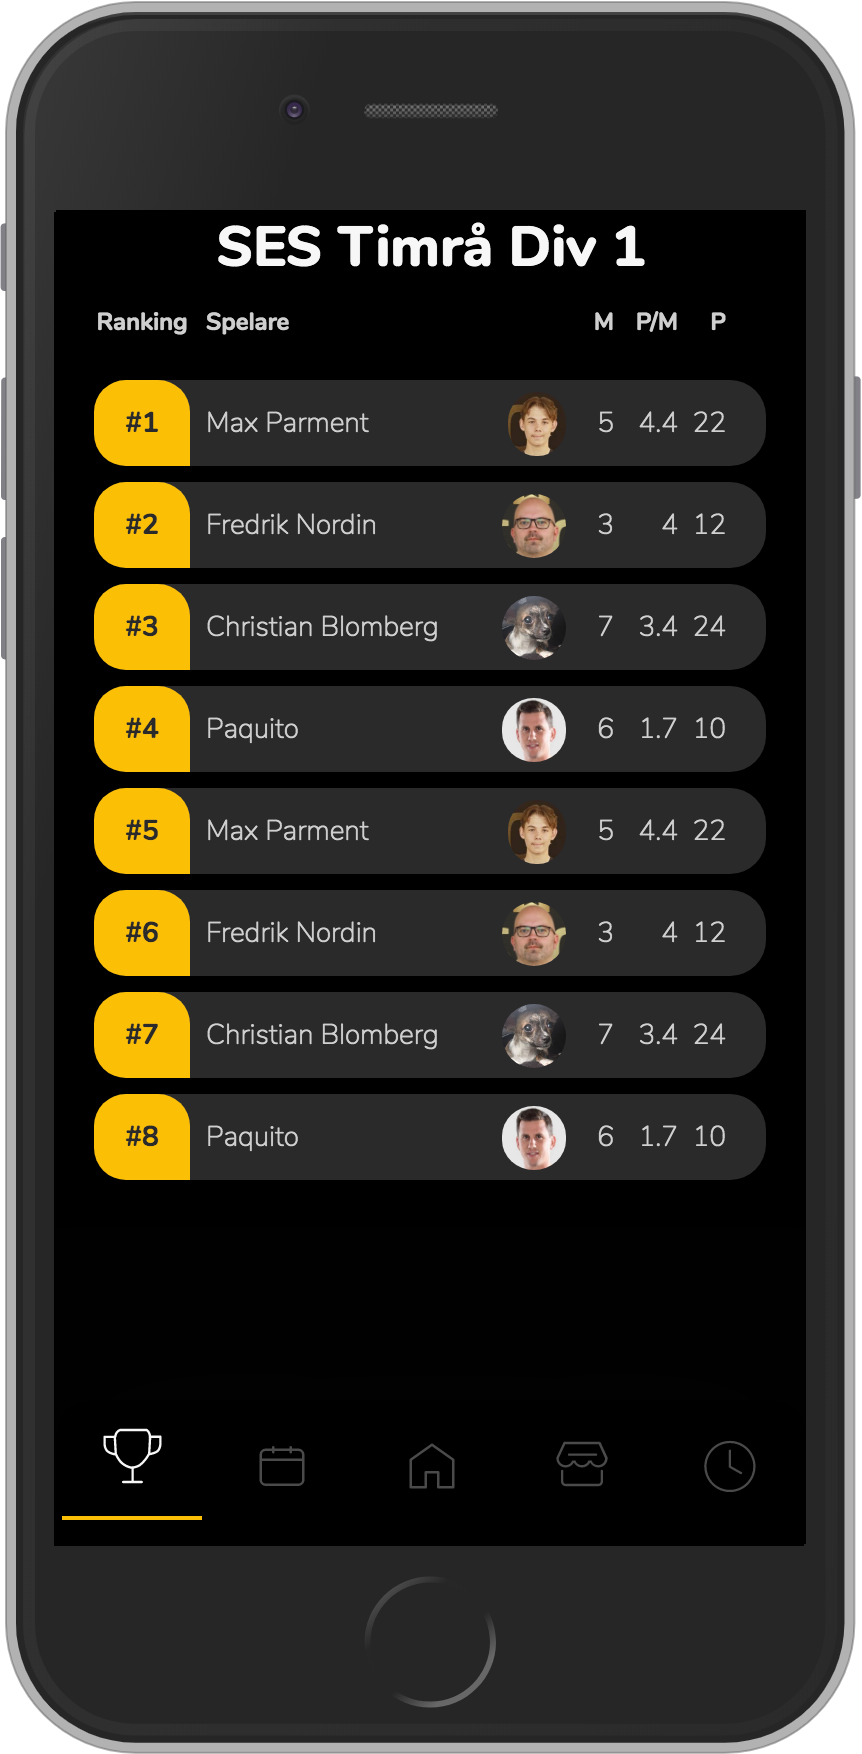 SES Timrå Div 1
Ranking Spelare M P/M P
#1 Max Parment 5 4.4 22
#2 Fredrik Nordin 3 4 12
#3 Christian Blomberg 7 3.4 24
#4 Paquito 6 1.7 10
#5 Max Parment 5 4.4 22
#6 Fredrik Nordin 3 4 12
#7 Christian Blomberg 7 3.4 24
#8 Paquito 6 1.7 10